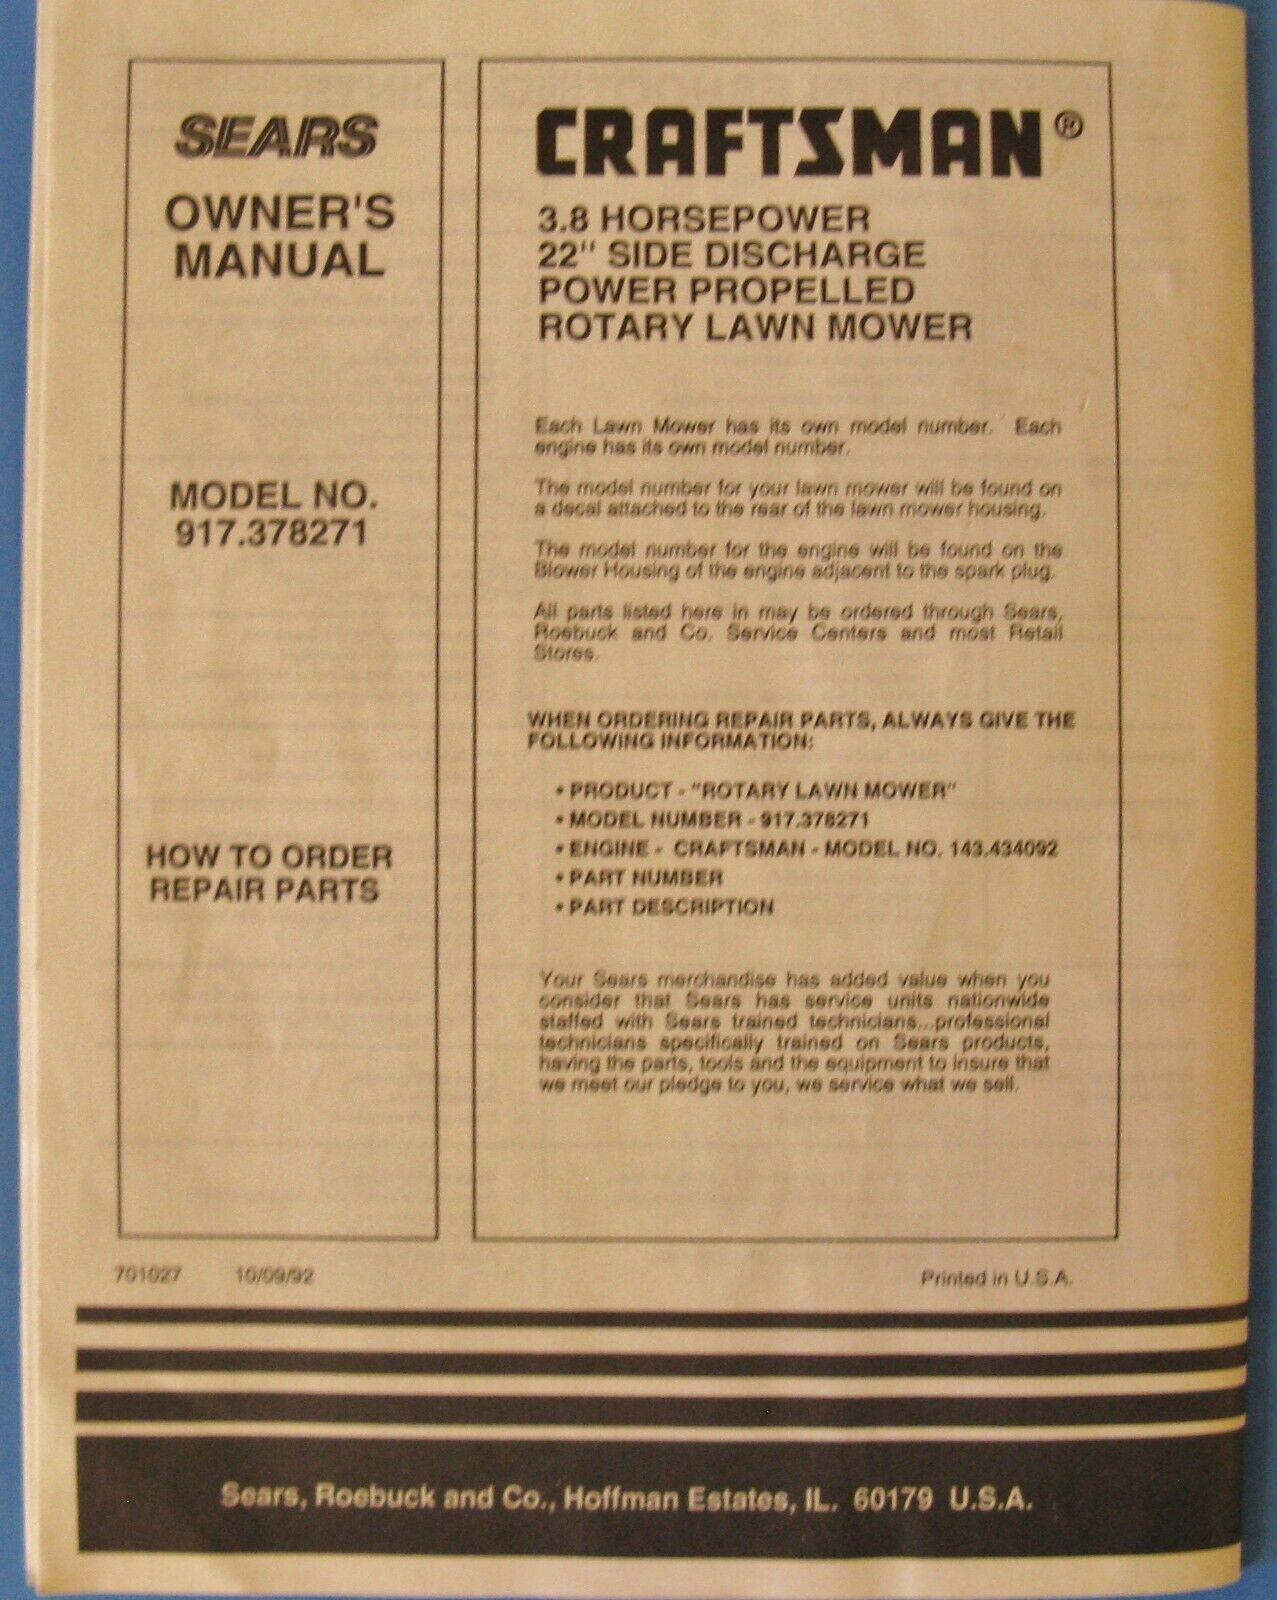 SEARS
OWNER'S
MANUAL
MODEL NO.
917.378271
HOW TO ORDER
REPAIR PARTS
CRAFTSMAN®
3.8 HORSEPOWER
22" SIDE DISCHARGE
POWER PROPELLED
ROTARY LAWN MOWER
Each Lawn Mower has its own model number. Each
engine has its own model number.
The model number for your lawn mower will be found on
a decal attached to the rear of the lawn mower housing.
The model number for the engine will be found on the
Blower Housing of the engine adjacent to the spark plug.
All parts listed here in may be ordered through Sears,
Roebuck and Co. Service Centers and most Retail
Stores.
WHEN ORDERING REPAIR PARTS, ALWAYS GIVE THE
FOLLOWING INFORMATION:
• PRODUCT - "ROTARY LAWN MOWER"
• MODEL NUMBER - 917.378271
• ENGINE - CRAFTSMAN - MODEL NO. 143.434092
• PART NUMBER
• PART DESCRIPTION
Your Sears merchandise has added value when you
consider that Sears has service units nationwide
staffed with Sears trained technicians...professional
technicians specifically trained on Sears products,
having the parts, tools and the equipment to insure that
we meet our pledge to you, we service what we sell.
701027 10/09/92 Printed in U.S.A.
Sears, Roebuck and Co., Hoffman Estates, IL. 60179 U.S.A.